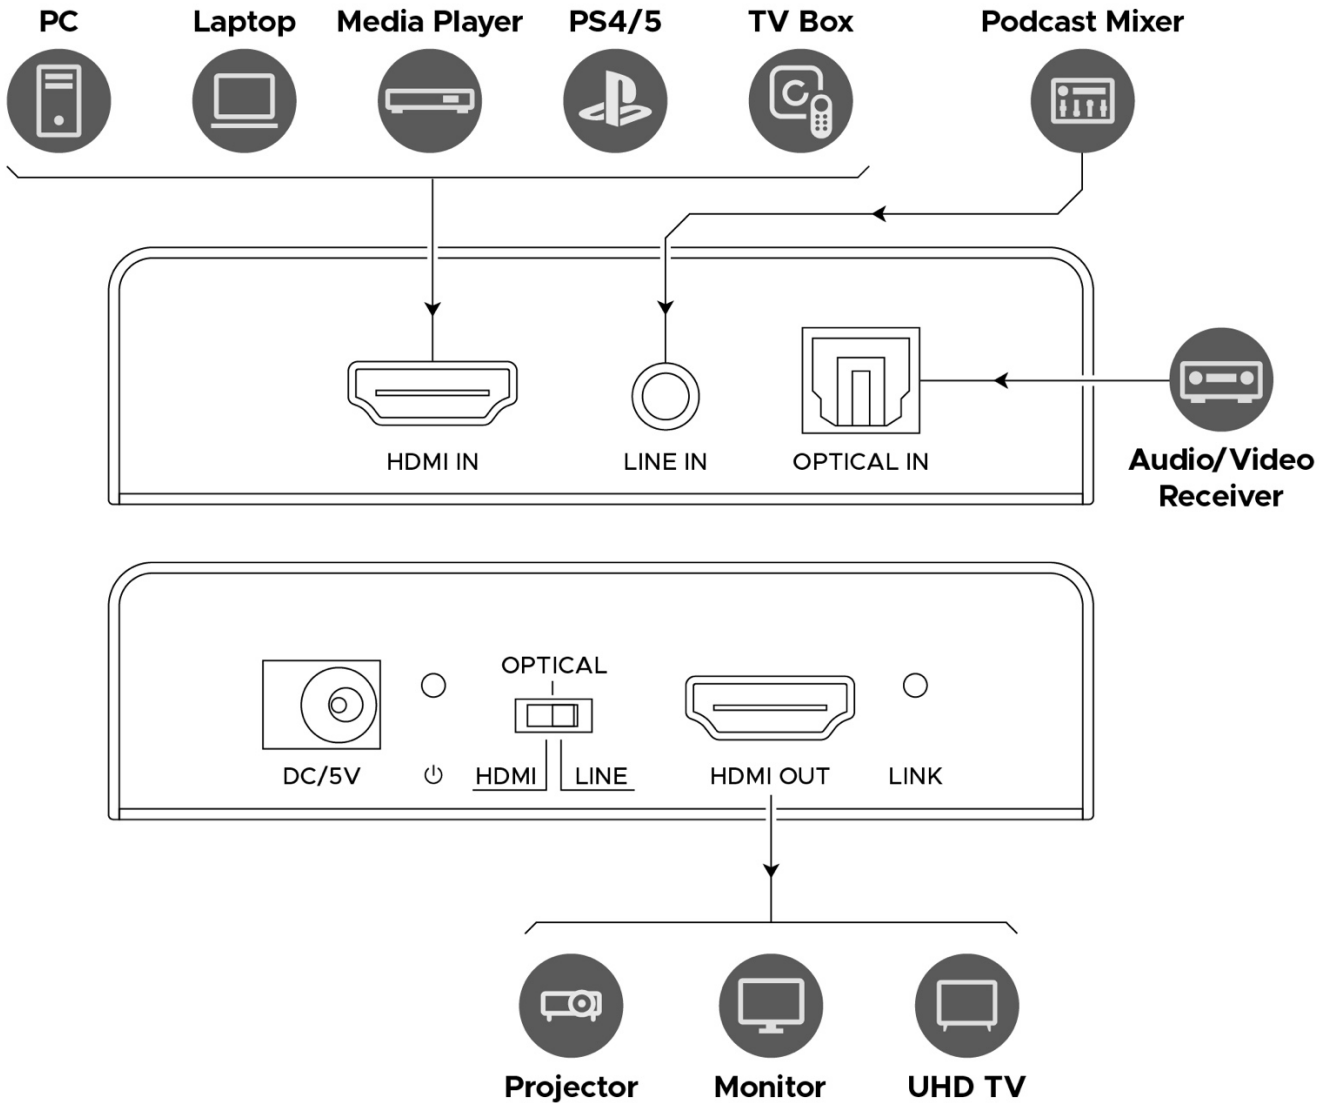 PC Laptop Media Player PS4/5 TV Box Podcast Mixer
HDMI IN LINE IN OPTICAL IN
Audio/Video
Receiver
OPTICAL
DC/5V HDMI LINE HDMI OUT LINK
Projector Monitor UHD TV